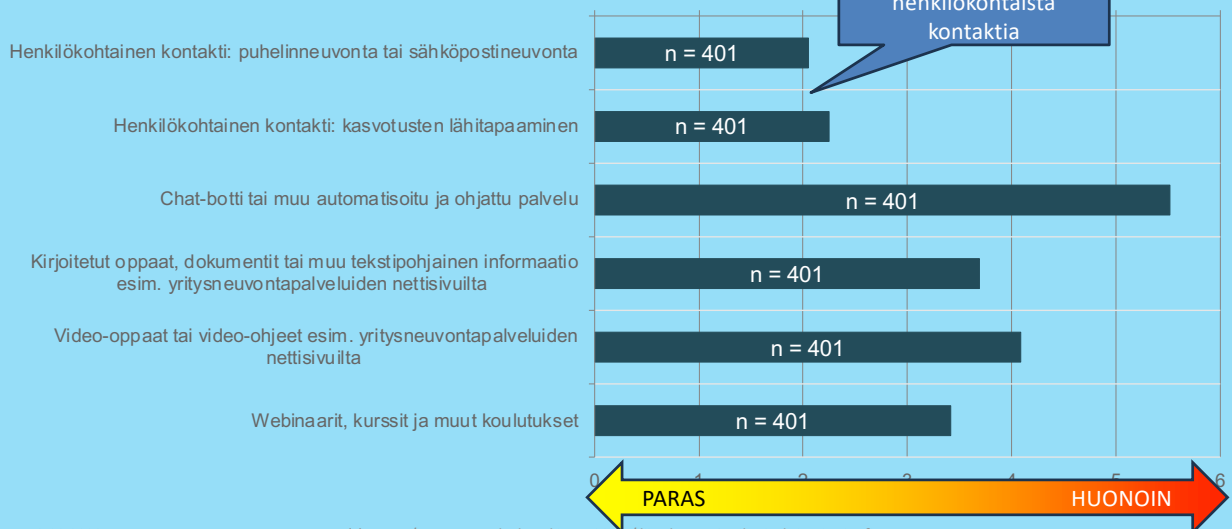 henkilökohtaista
kontaktia
Henkilökohtainen kontakti: puhelinneuvonta tai sähköpostineuvonta
n = 401
Henkilökohtainen kontakti: kasvotusten lähitapaaminen
n = 401
Chat-botti tai muu automatisoitu ja ohjattu palvelu
n = 401
Kirjoitetut oppaat, dokumentit tai muu tekstipohjainen informaatio
esim. yritysneuvontapalveluiden nettisivuilta
n = 401
Video-oppaat tai video-ohjeet esim. yritysneuvontapalveluiden
nettisivuilta
n = 401
Webinaarit, kurssit ja muut koulutukset
n = 401
0 1 2 3 4 5 6
PARAS HUONOIN